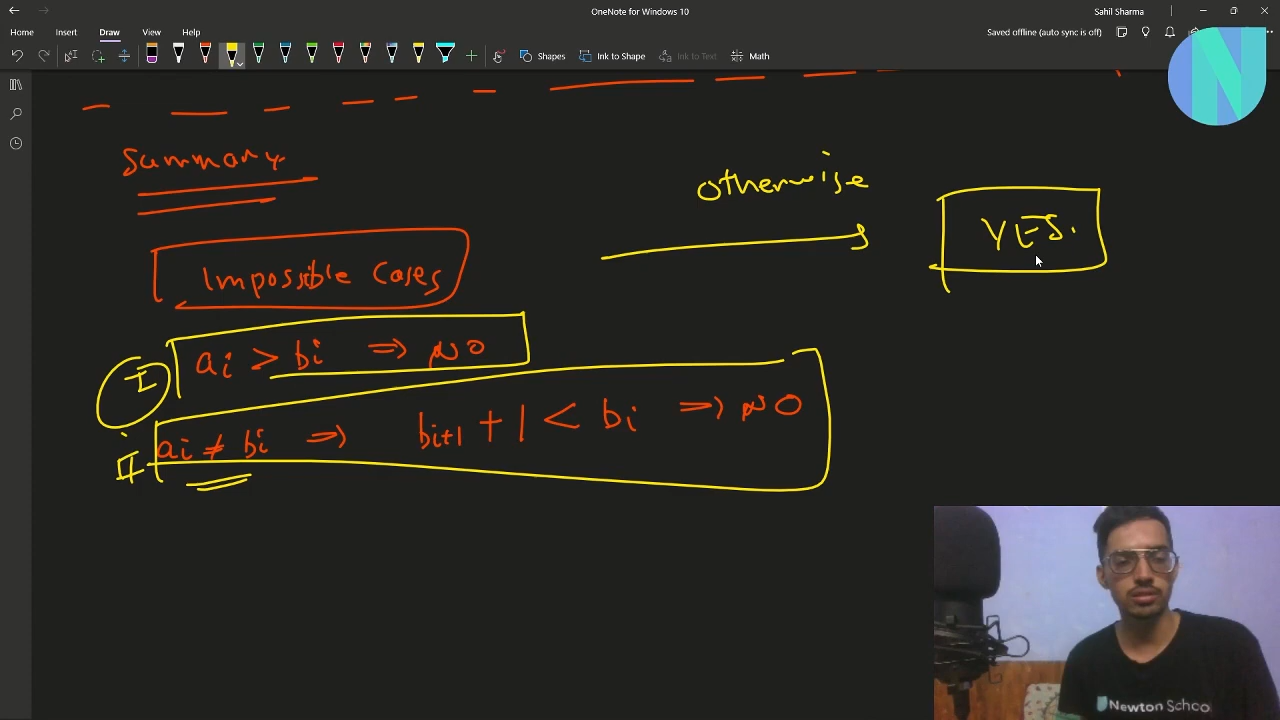 OneNote for Windows 10
Sahil Sharma
Home Insert Draw View Help
Saved offline (auto sync is off)
Shapes Ink to Shape Ink to Text Math
N
Summary
otherwise
YES.
Impossible Cases
I
ai > bi ⇒ NO
II
ai ≠ bi ⇒ bi+1 + 1 < bi ⇒ NO
Newton Schoo